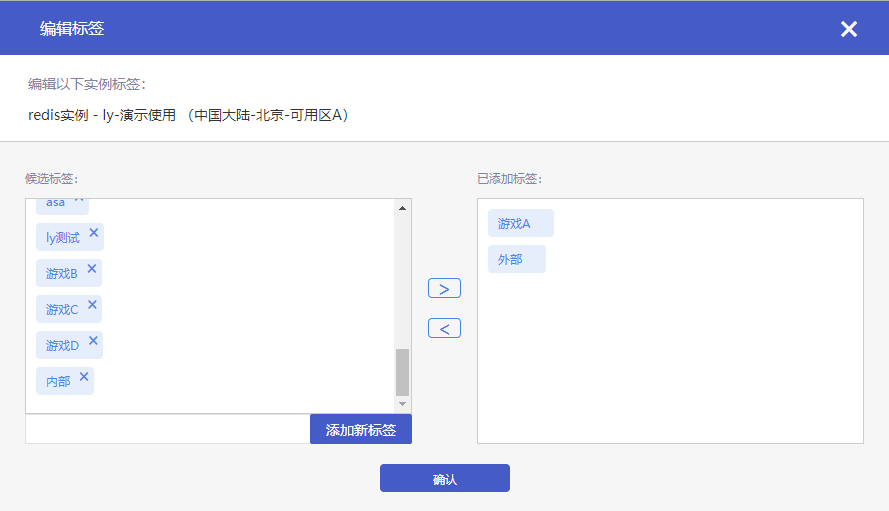 编辑标签
编辑以下实例标签：
redis实例 - ly-演示使用 （中国大陆-北京-可用区A）
候选标签：
asa
ly测试
游戏B
游戏C
游戏D
内部
添加新标签
>
<
已添加标签：
游戏A
外部
确认